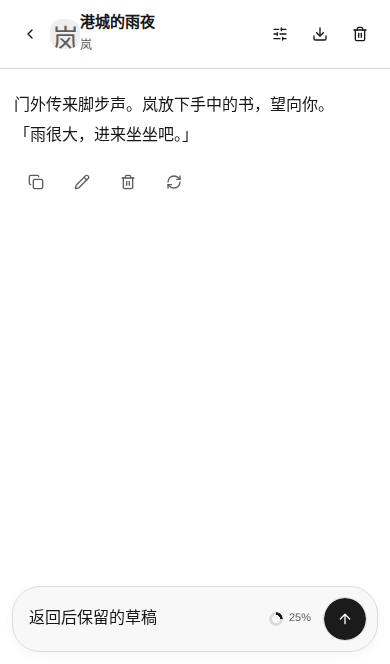 岚
港城的雨夜
岚
门外传来脚步声。岚放下手中的书，望向你。
「雨很大，进来坐坐吧。」
返回后保留的草稿
25%